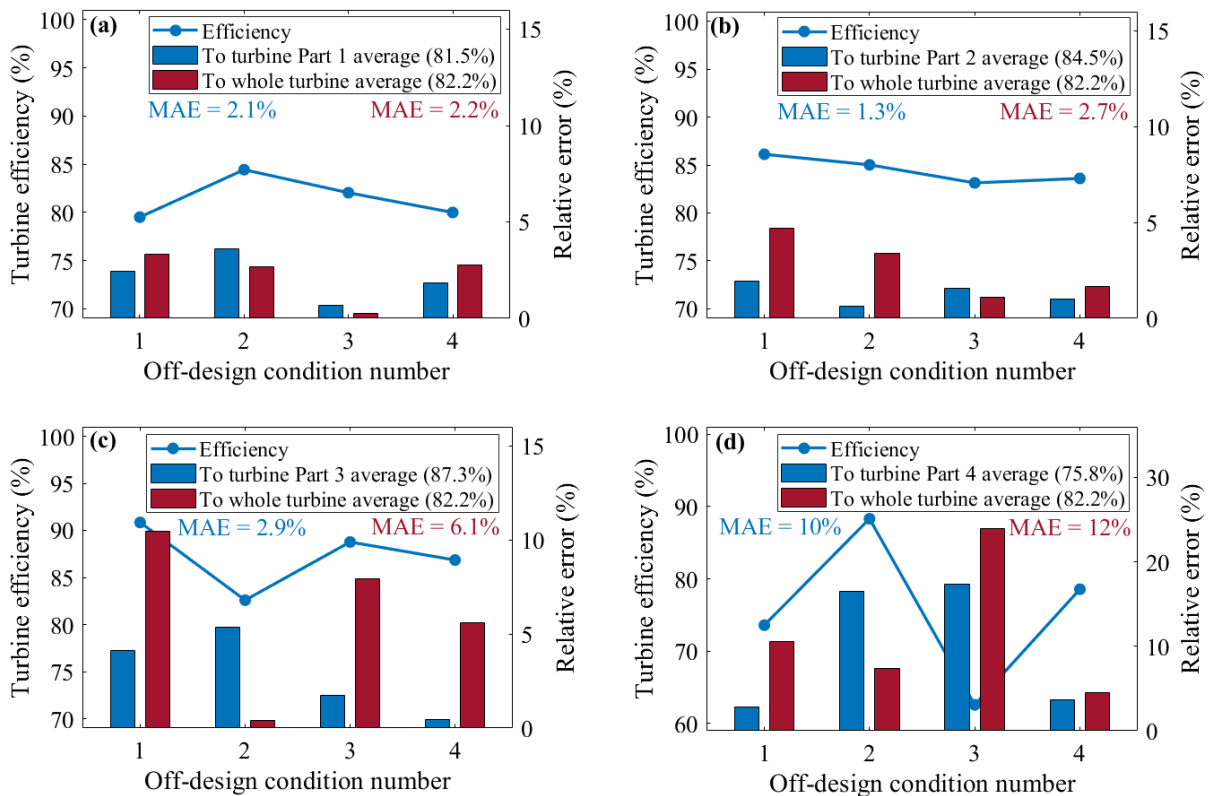 (a)
Efficiency
To turbine Part 1 average (81.5%)
To whole turbine average (82.2%)
MAE = 2.1%
MAE = 2.2%
Turbine efficiency (%)
100
95
90
85
80
75
70
Relative error (%)
15
10
5
0
1 2 3 4
Off-design condition number
(b)
Efficiency
To turbine Part 2 average (84.5%)
To whole turbine average (82.2%)
MAE = 1.3%
MAE = 2.7%
Turbine efficiency (%)
100
95
90
85
80
75
70
Relative error (%)
15
10
5
0
1 2 3 4
Off-design condition number
(c)
Efficiency
To turbine Part 3 average (87.3%)
To whole turbine average (82.2%)
MAE = 2.9%
MAE = 6.1%
Turbine efficiency (%)
100
95
90
85
80
75
70
Relative error (%)
15
10
5
0
1 2 3 4
Off-design condition number
(d)
Efficiency
To turbine Part 4 average (75.8%)
To whole turbine average (82.2%)
MAE = 10%
MAE = 12%
Turbine efficiency (%)
100
90
80
70
60
Relative error (%)
30
20
10
0
1 2 3 4
Off-design condition number